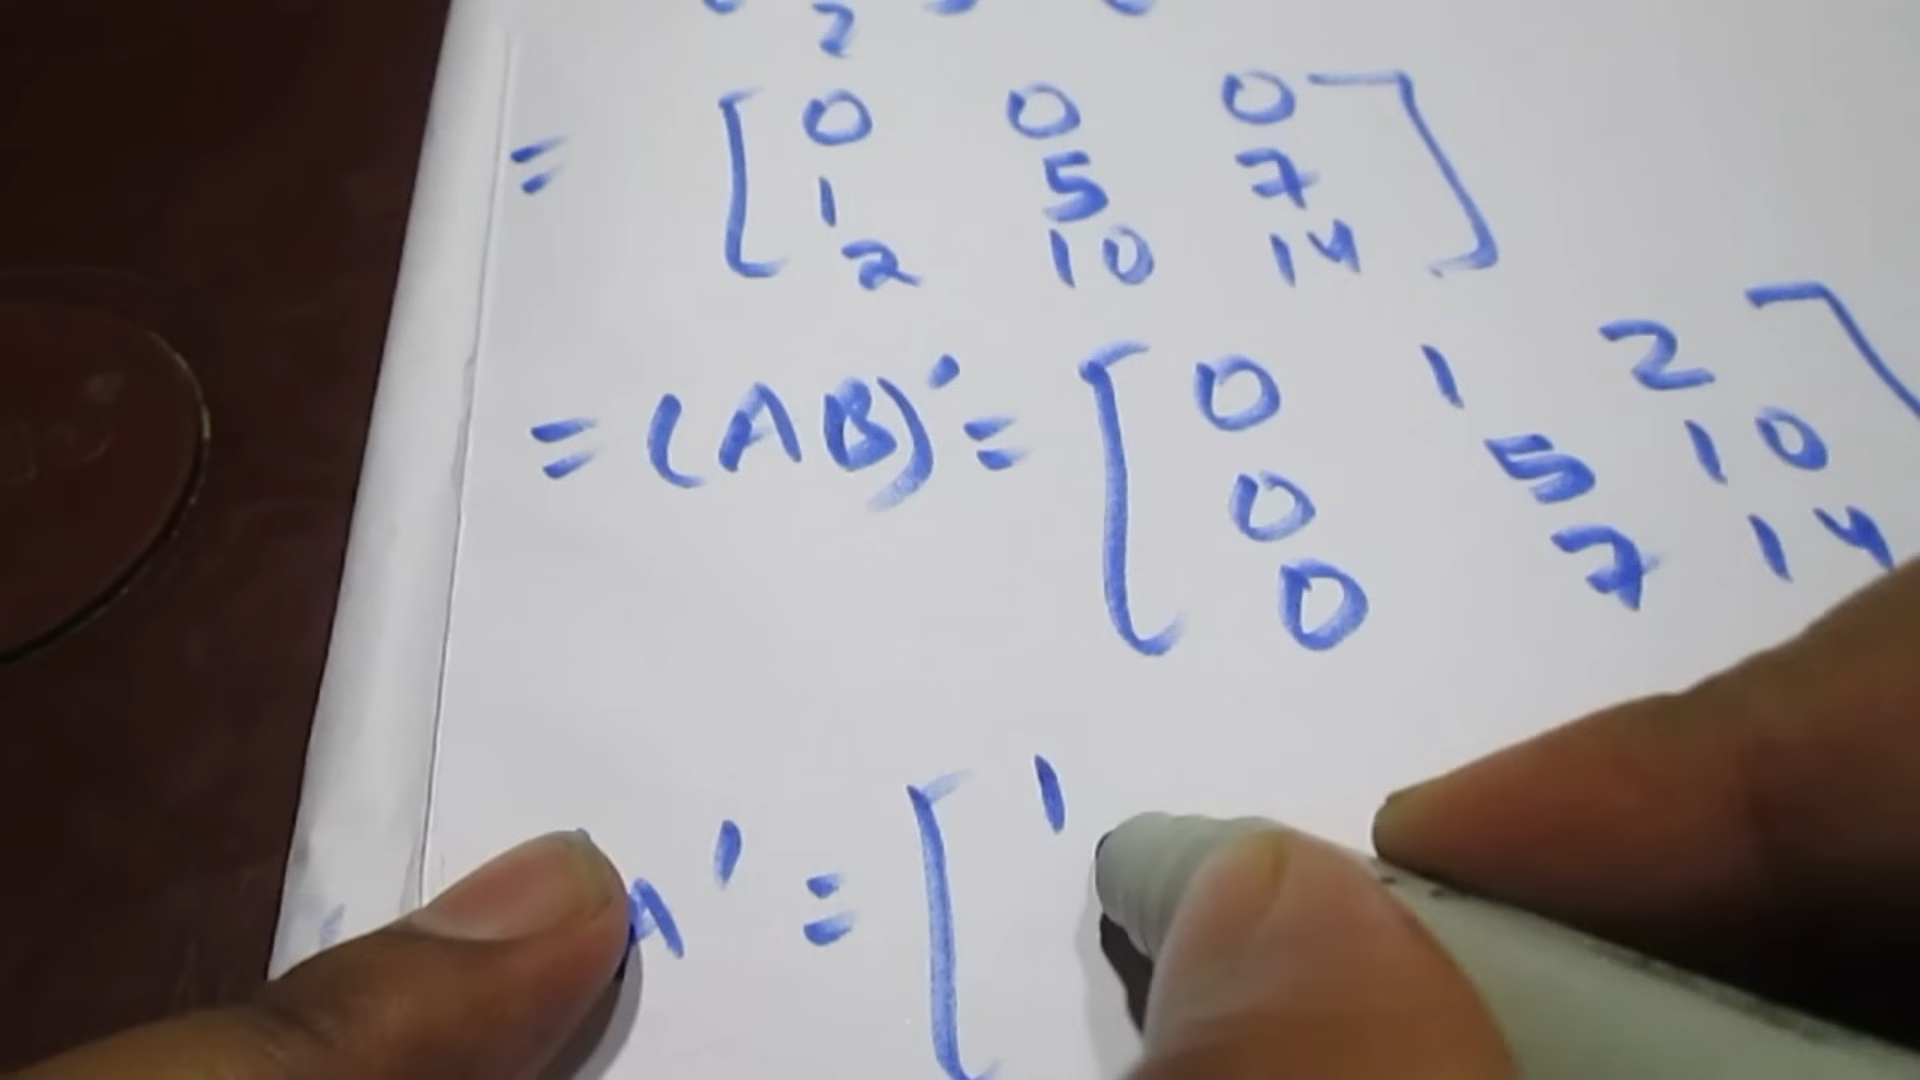 2
= [ 0 0 0 ]
1 5 7
2 10 14
= (AB)' = [ 0 1 2 ]
0 5 10
0 7 14
A' = [ 1